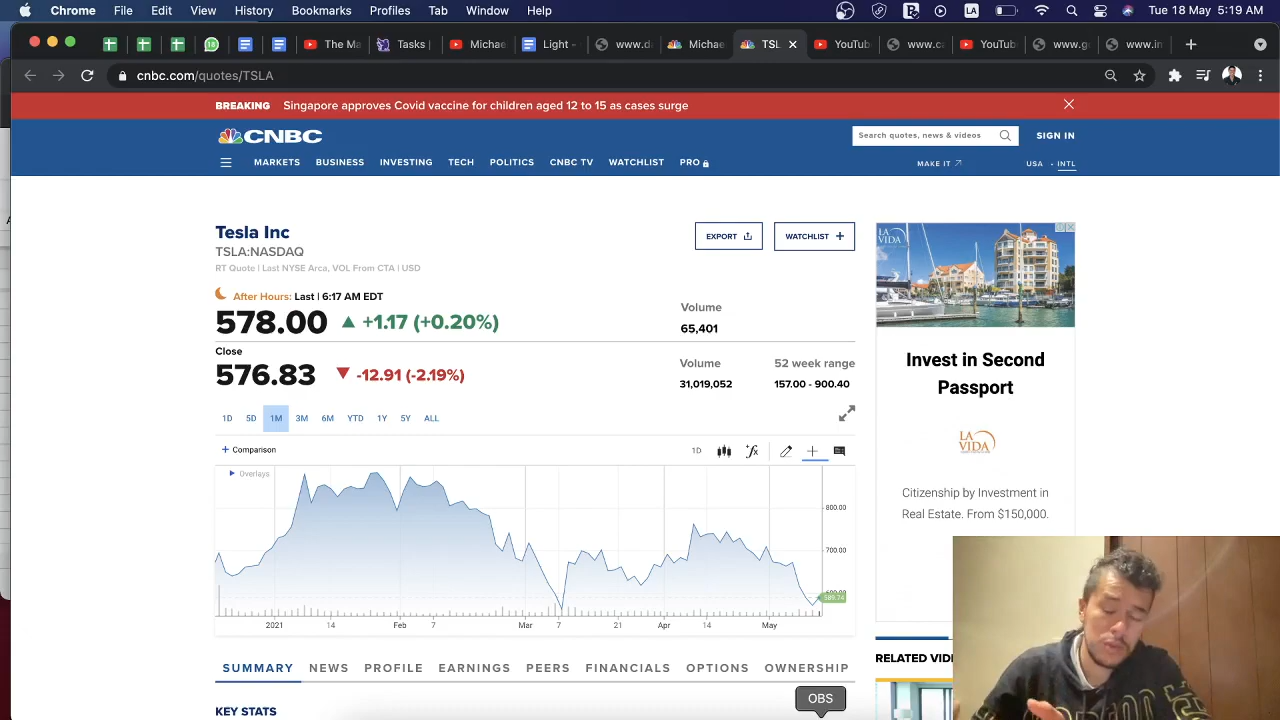 Chrome File Edit View History Bookmarks Profiles Tab Window Help LA Tue 18 May 5:19 AM
The Ma Tasks Michae Light - www.d Michae TSL YouTub www.c YouTub www.g www.in
cnbc.com/quotes/TSLA
BREAKING Singapore approves Covid vaccine for children aged 12 to 15 as cases surge
CNBC
Search quotes, news & videos SIGN IN
MARKETS BUSINESS INVESTING TECH POLITICS CNBC TV WATCHLIST PRO
MAKE IT USA • INTL
Tesla Inc
TSLA:NASDAQ
RT Quote | Last NYSE Arca, VOL From CTA | USD
EXPORT WATCHLIST +
After Hours: Last | 6:17 AM EDT
578.00 +1.17 (+0.20%)
Volume
65,401
Close
576.83 -12.91 (-2.19%)
Volume 52 week range
31,019,052 157.00 - 900.40
1D 5D 1M 3M 6M YTD 1Y 5Y ALL
+ Comparison 1D
Overlays
800.00
700.00
589.74
2021 14 Feb 7 Mar 7 21 Apr 14 May
SUMMARY NEWS PROFILE EARNINGS PEERS FINANCIALS OPTIONS OWNERSHIP
KEY STATS
OBS
LA VIDA
Invest in Second
Passport
LA VIDA
Citizenship by Investment in
Real Estate. From $150,000.
RELATED VID